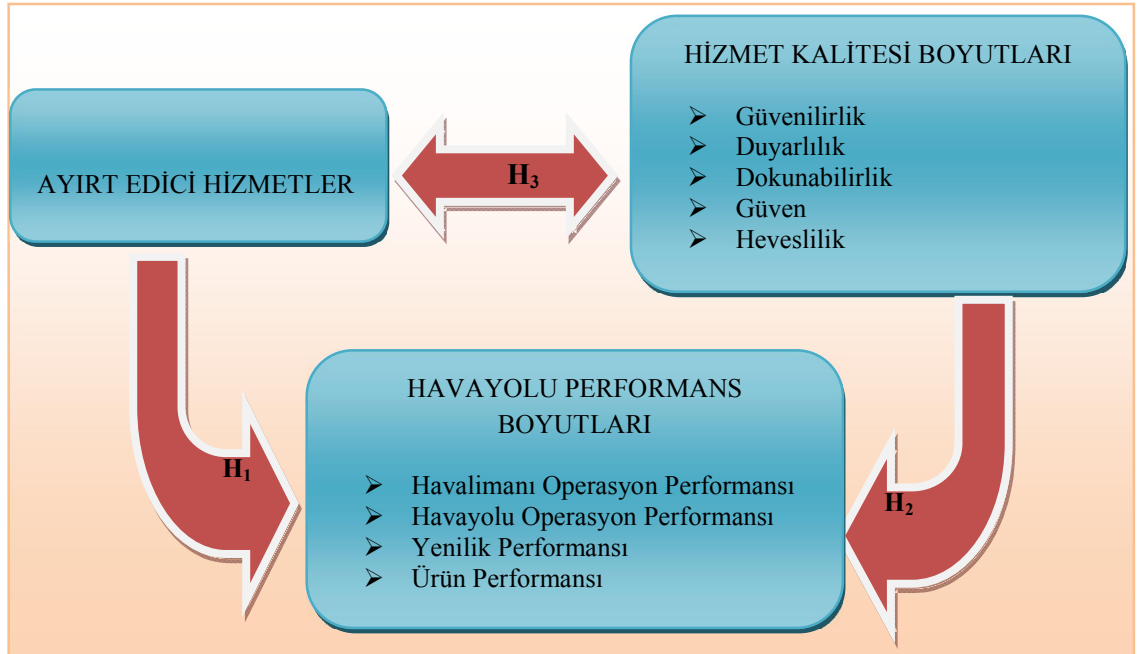 HİZMET KALİTESİ BOYUTLARI
➢ Güvenilirlik
➢ Duyarlılık
➢ Dokunabilirlik
➢ Güven
➢ Heveslilik
AYIRT EDİCİ HİZMETLER
H₃
HAVAYOLU PERFORMANS
BOYUTLARI
➢ Havalimanı Operasyon Performansı
➢ Havayolu Operasyon Performansı
➢ Yenilik Performansı
➢ Ürün Performansı
H₁
H₂